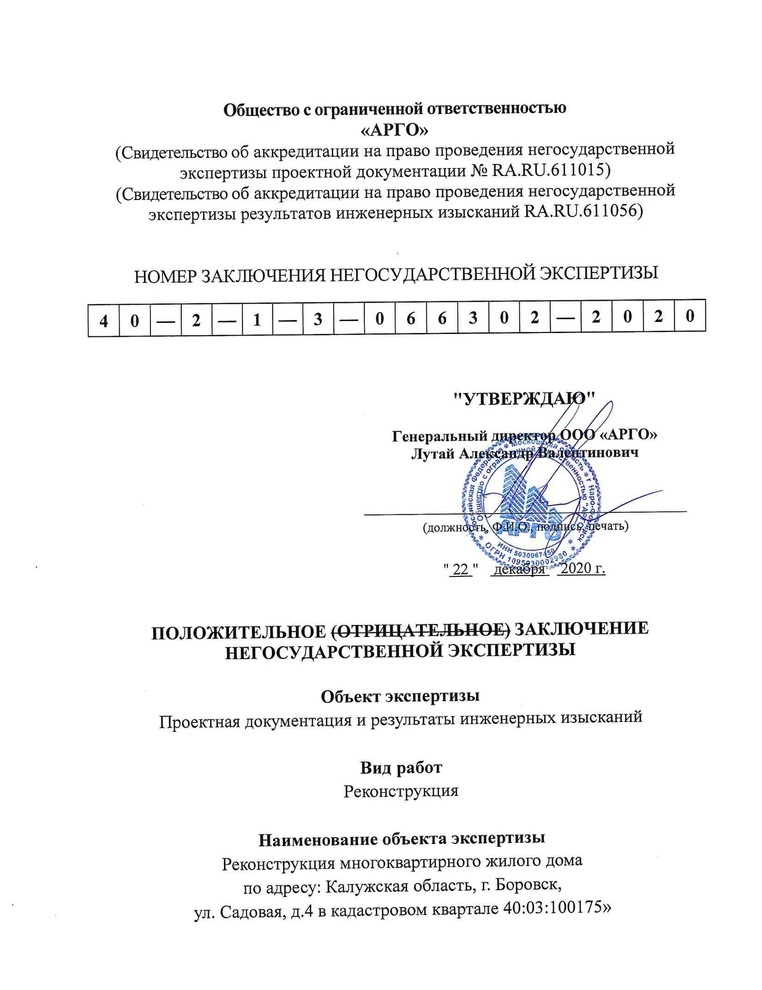 Общество с ограниченной ответственностью
«АРГО»
(Свидетельство об аккредитации на право проведения негосударственной
экспертизы проектной документации № RA.RU.611015)
(Свидетельство об аккредитации на право проведения негосударственной
экспертизы результатов инженерных изысканий RA.RU.611056)
НОМЕР ЗАКЛЮЧЕНИЯ НЕГОСУДАРСТВЕННОЙ ЭКСПЕРТИЗЫ
4 0 — 2 — 1 — 3 — 0 6 6 3 0 2 — 2 0 2 0
"УТВЕРЖДАЮ"
Генеральный директор ООО «АРГО»
Лутай Александр Валентинович
АРГО
(должность, Ф.И.О., подпись, печать)
" 22 " декабря 2020 г.
ПОЛОЖИТЕЛЬНОЕ (ОТРИЦАТЕЛЬНОЕ) ЗАКЛЮЧЕНИЕ
НЕГОСУДАРСТВЕННОЙ ЭКСПЕРТИЗЫ
Объект экспертизы
Проектная документация и результаты инженерных изысканий
Вид работ
Реконструкция
Наименование объекта экспертизы
Реконструкция многоквартирного жилого дома
по адресу: Калужская область, г. Боровск,
ул. Садовая, д.4 в кадастровом квартале 40:03:100175»